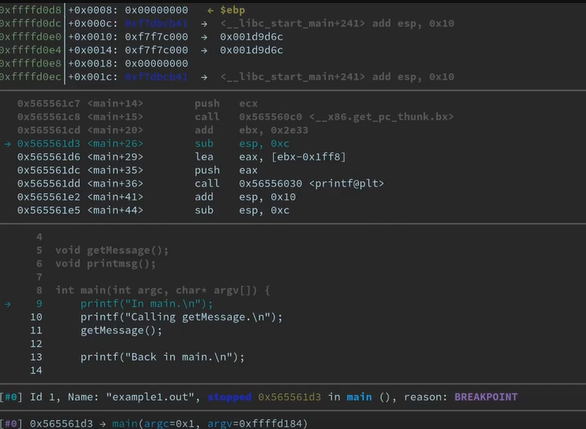 0xffffd0d8│+0x0008: 0x00000000   ← $ebp
0xffffd0dc│+0x000c: 0xf7dbcb41  →  <__libc_start_main+241> add esp, 0x10
0xffffd0e0│+0x0010: 0xf7f7c000  →  0x001d9d6c
0xffffd0e4│+0x0014: 0xf7f7c000  →  0x001d9d6c
0xffffd0e8│+0x0018: 0x00000000
0xffffd0ec│+0x001c: 0xf7dbcb41  →  <__libc_start_main+241> add esp, 0x10
0x565561c7 <main+14>        push   ecx
0x565561c8 <main+15>        call   0x565560c0 <__x86.get_pc_thunk.bx>
0x565561cd <main+20>        add    ebx, 0x2e33
→ 0x565561d3 <main+26>        sub    esp, 0xc
0x565561d6 <main+29>        lea    eax, [ebx-0x1ff8]
0x565561dc <main+35>        push   eax
0x565561dd <main+36>        call   0x56556030 <printf@plt>
0x565561e2 <main+41>        add    esp, 0x10
0x565561e5 <main+44>        sub    esp, 0xc
4
5  void getMessage();
6  void printmsg();
7
8  int main(int argc, char* argv[]) {
→ 9      printf("In main.\n");
10      printf("Calling getMessage.\n");
11      getMessage();
12
13      printf("Back in main.\n");
14
[#0] Id 1, Name: "example1.out", stopped 0x565561d3 in main (), reason: BREAKPOINT
[#0] 0x565561d3 → main(argc=0x1, argv=0xffffd184)